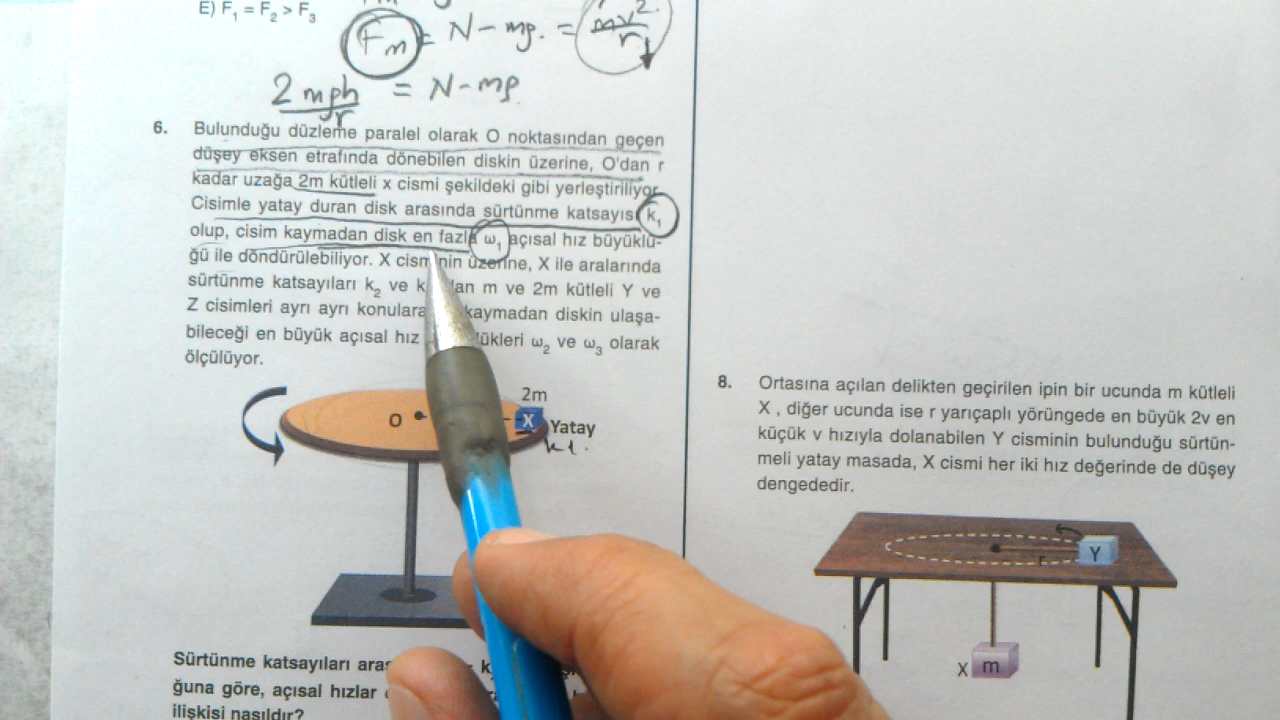 E) F₁ = F₂ > F₃
Fm = N - mg. = mv²/r
2mgh/r = N - mg
6. Bulunduğu düzleme paralel olarak O noktasından geçen
düşey eksen etrafında dönebilen diskin üzerine, O'dan r
kadar uzağa 2m kütleli x cismi şekildeki gibi yerleştiriliyor.
Cisimle yatay duran disk arasında sürtünme katsayısı k₁
olup, cisim kaymadan disk en fazla ω₁ açısal hız büyüklü-
ğü ile döndürülebiliyor. X cisminin üzerine, X ile aralarında
sürtünme katsayıları k₂ ve m ve 2m kütleli Y ve
Z cisimleri ayrı ayrı kaymadan diskin ulaşa-
bileceği en büyük açısal hız ω₂ ve ω₃ olarak
ölçülüyor.
O
2m
X
Yatay
k1.
Sürtünme katsayıları
ğuna göre, açısal hızlar
ilişkisi nasıldır?
8. Ortasına açılan delikten geçirilen ipin bir ucunda m kütleli
X , diğer ucunda ise r yarıçaplı yörüngede en büyük 2v en
küçük v hızıyla dolanabilen Y cisminin bulunduğu sürtün-
meli yatay masada, X cismi her iki hız değerinde de düşey
dengededir.
r
Y
X m